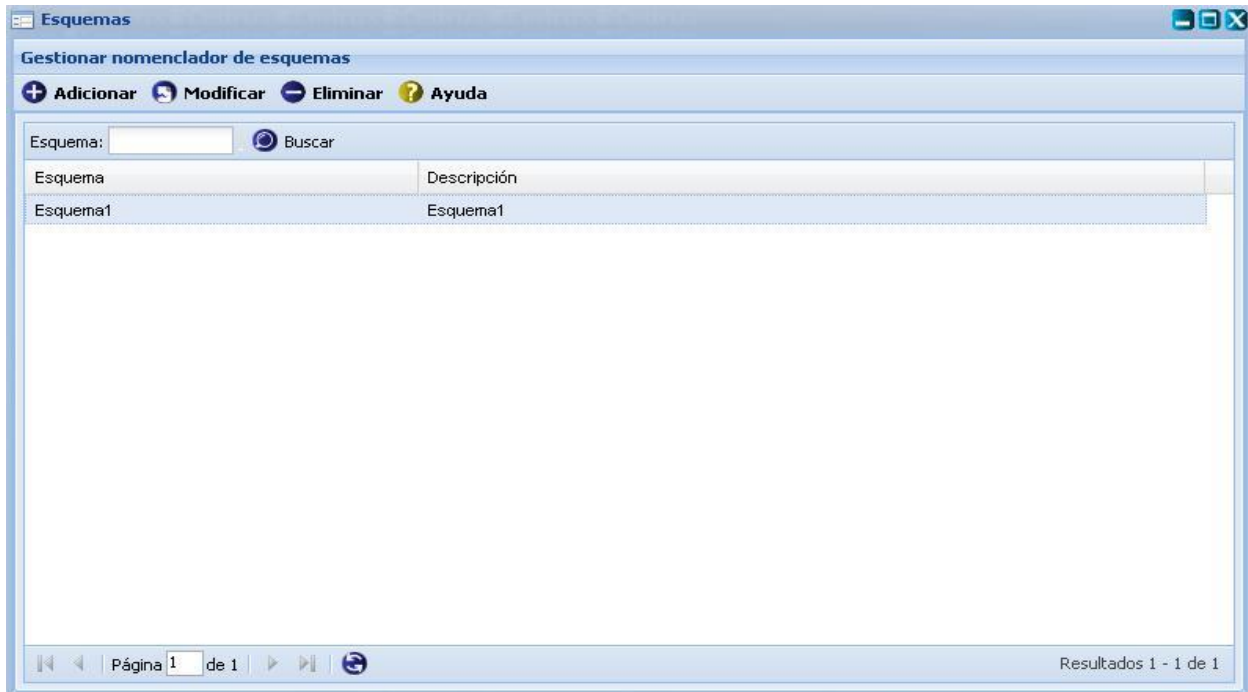 Esquemas
Gestionar nomenclador de esquemas
Adicionar Modificar Eliminar Ayuda
Esquema: Buscar
Esquema Descripción
Esquema1 Esquema1
Página 1 de 1 Resultados 1 - 1 de 1